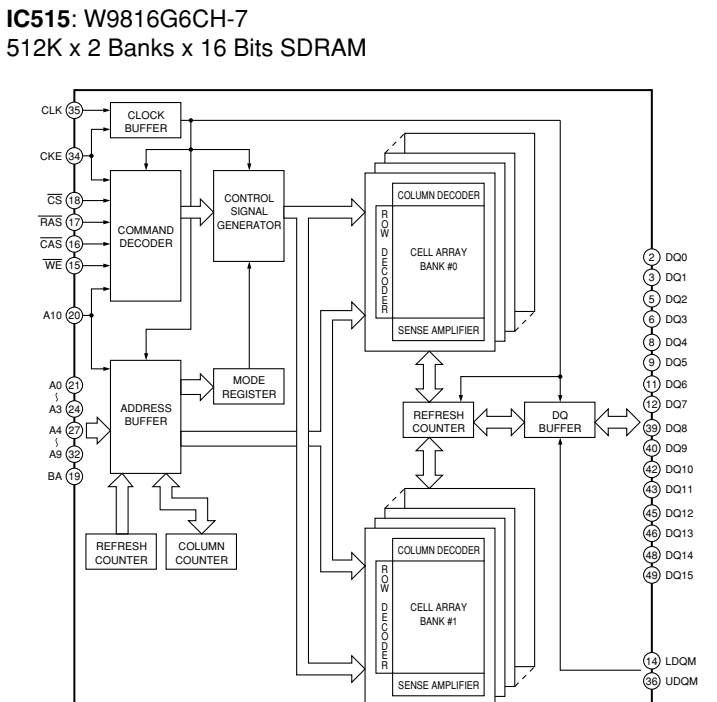 IC515: W9816G6CH-7
512K x 2 Banks x 16 Bits SDRAM
CLK 35
CLOCK
BUFFER
CKE 34
CS 18
RAS 17
CAS 16
WE 15
COMMAND
DECODER
CONTROL
SIGNAL
GENERATOR
A10 20
COLUMN DECODER
ROW DECODER
CELL ARRAY
BANK #0
SENSE AMPLIFIER
A0 21
A3 24
A4 27
A9 32
BA 19
ADDRESS
BUFFER
MODE
REGISTER
REFRESH
COUNTER
DQ
BUFFER
REFRESH
COUNTER
COLUMN
COUNTER
COLUMN DECODER
ROW DECODER
CELL ARRAY
BANK #1
SENSE AMPLIFIER
2 DQ0
3 DQ1
5 DQ2
6 DQ3
8 DQ4
9 DQ5
11 DQ6
12 DQ7
39 DQ8
40 DQ9
42 DQ10
43 DQ11
45 DQ12
46 DQ13
48 DQ14
49 DQ15
14 LDQM
36 UDQM